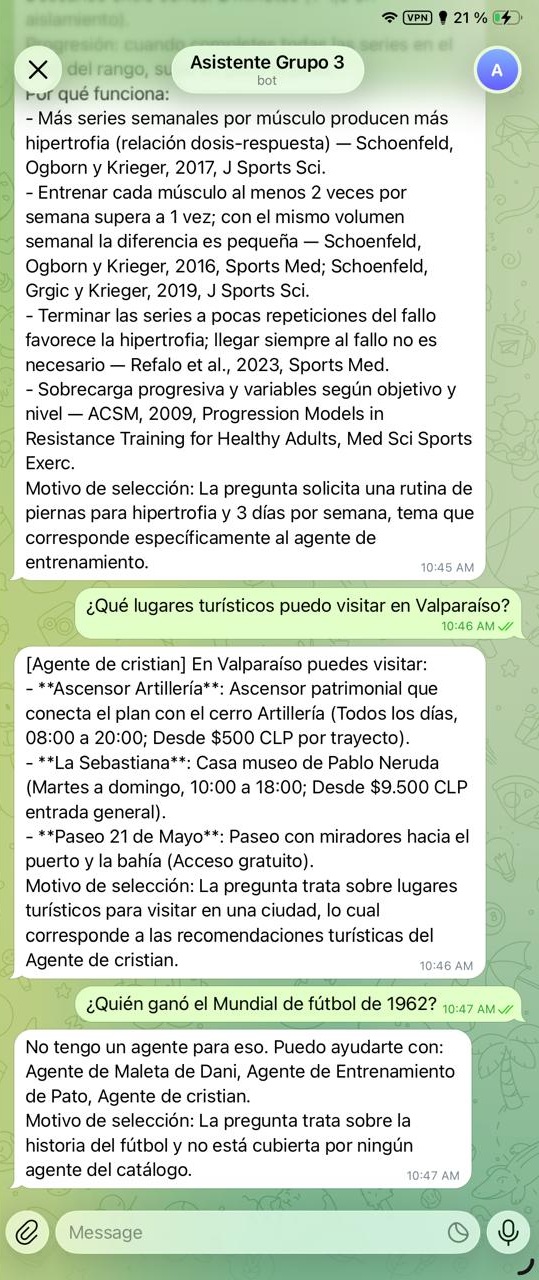 VPN 21 %
aislamiento).
Progresión: cuando completes todas las series en el
Asistente Grupo 3
A
del rango, su
bot
Por qué funciona:
- Más series semanales por músculo producen más
hipertrofia (relación dosis-respuesta) — Schoenfeld,
Ogborn y Krieger, 2017, J Sports Sci.
- Entrenar cada músculo al menos 2 veces por
semana supera a 1 vez; con el mismo volumen
semanal la diferencia es pequeña — Schoenfeld,
Ogborn y Krieger, 2016, Sports Med; Schoenfeld,
Grgic y Krieger, 2019, J Sports Sci.
- Terminar las series a pocas repeticiones del fallo
favorece la hipertrofia; llegar siempre al fallo no es
necesario — Refalo et al., 2023, Sports Med.
- Sobrecarga progresiva y variables según objetivo y
nivel — ACSM, 2009, Progression Models in
Resistance Training for Healthy Adults, Med Sci Sports
Exerc.
Motivo de selección: La pregunta solicita una rutina de
piernas para hipertrofia y 3 días por semana, tema que
corresponde específicamente al agente de
entrenamiento.
10:45 AM
¿Qué lugares turísticos puedo visitar en Valparaíso?
10:46 AM
[Agente de cristian] En Valparaíso puedes visitar:
- **Ascensor Artillería**: Ascensor patrimonial que
conecta el plan con el cerro Artillería (Todos los días,
08:00 a 20:00; Desde $500 CLP por trayecto).
- **La Sebastiana**: Casa museo de Pablo Neruda
(Martes a domingo, 10:00 a 18:00; Desde $9.500 CLP
entrada general).
- **Paseo 21 de Mayo**: Paseo con miradores hacia el
puerto y la bahía (Acceso gratuito).
Motivo de selección: La pregunta trata sobre lugares
turísticos para visitar en una ciudad, lo cual
corresponde a las recomendaciones turísticas del
Agente de cristian.
10:46 AM
¿Quién ganó el Mundial de fútbol de 1962? 10:47 AM
No tengo un agente para eso. Puedo ayudarte con:
Agente de Maleta de Dani, Agente de Entrenamiento
de Pato, Agente de cristian.
Motivo de selección: La pregunta trata sobre la
historia del fútbol y no está cubierta por ningún
agente del catálogo.
10:47 AM
Message